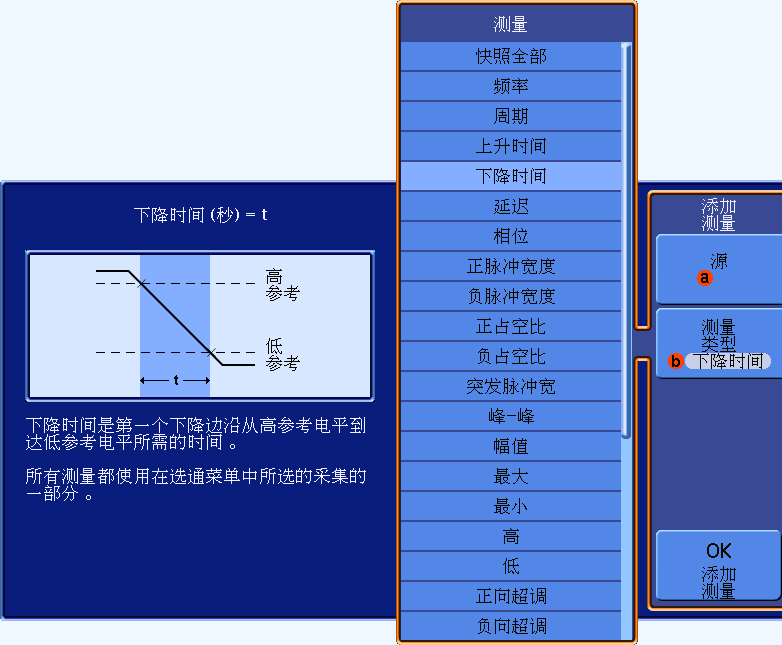 测量
快照全部
频率
周期
上升时间
下降时间
延迟
相位
正脉冲宽度
负脉冲宽度
正占空比
负占空比
突发脉冲宽
峰-峰
幅值
最大
最小
高
低
正向超调
负向超调
下降时间 (秒) = t
高
参考
低
参考
t
下降时间是第一个下降边沿从高参考电平到
达低参考电平所需的时间 。
所有测量都使用在选通菜单中所选的采集的
一部分 。
添加
测量
源
a
测量
类型
b 下降时间
OK
添加
测量